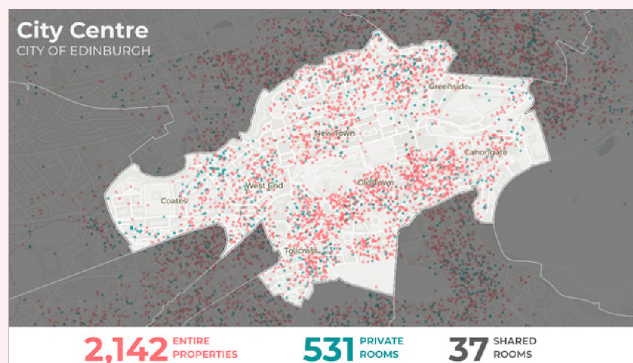 City Centre
CITY OF EDINBURGH
Greenside
New Town
Canongate
Old Town
West End
Coates
Tollcross
2,142 ENTIRE PROPERTIES
531 PRIVATE ROOMS
37 SHARED ROOMS